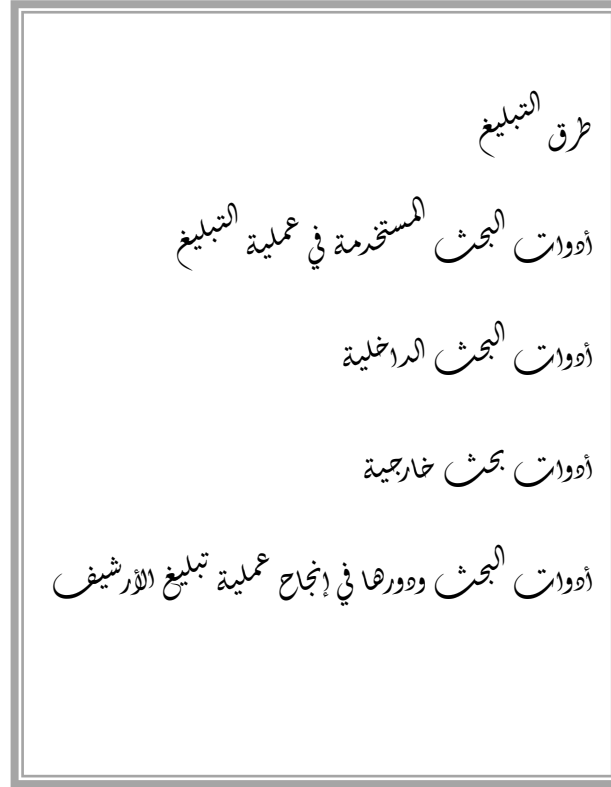 طرق التبليغ
أدوات البحث المستخدمة في عملية التبليغ
أدوات البحث الداخلية
أدوات بحث خارجية
أدوات البحث ودورها في إنجاح عملية تبليغ الأرشيف